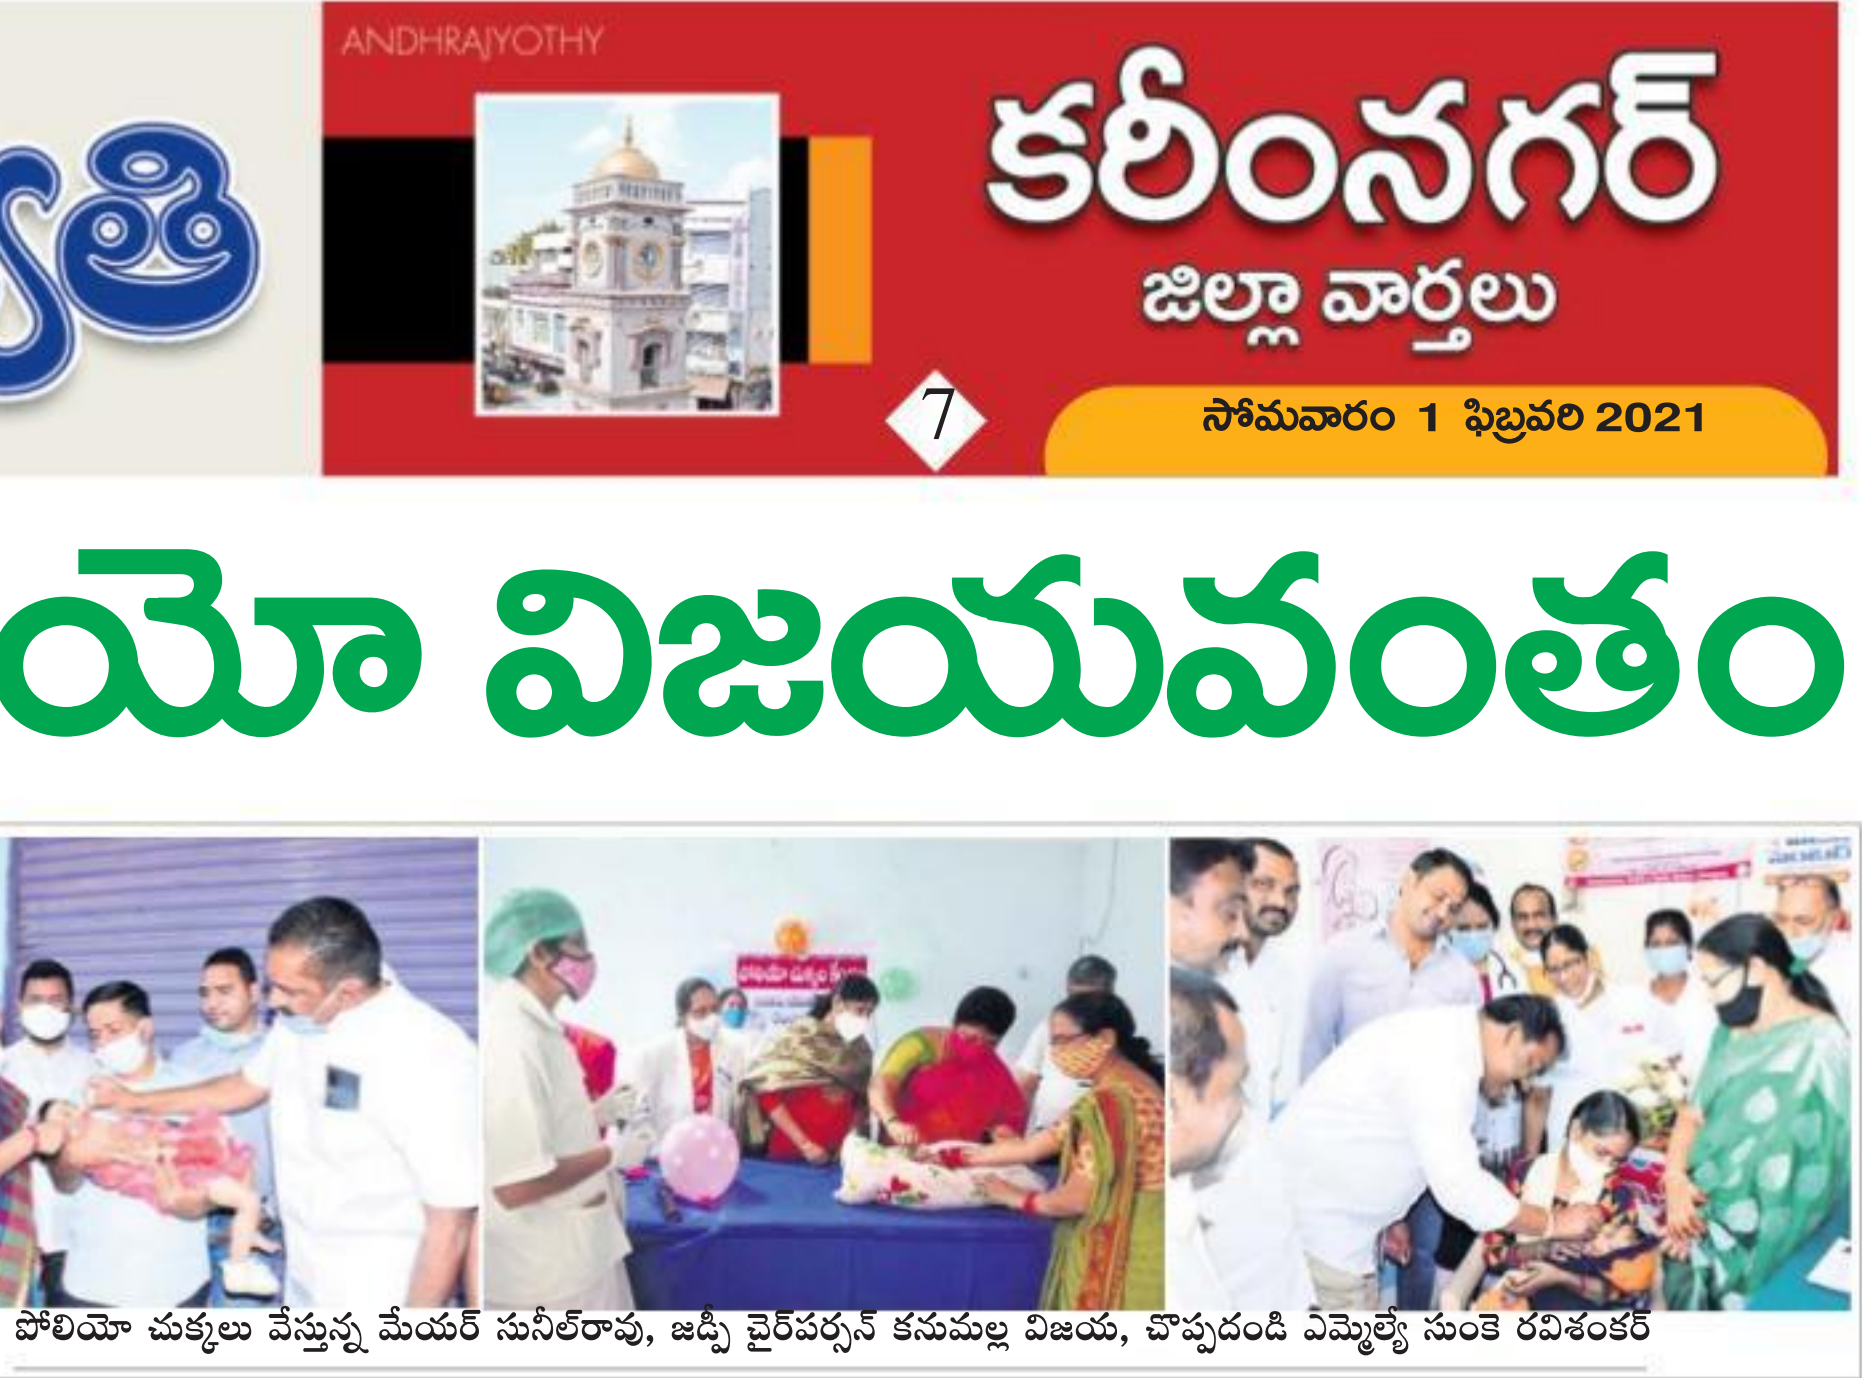 ANDHRAJYOTHY
కరీంనగర్
జిల్లా వార్తలు
7
సోమవారం 1 ఫిబ్రవరి 2021
యో విజయవంతం
పోలియో చుక్కలు వేస్తున్న మేయర్ సునీల్‌రావు, జడ్పీ చైర్‌పర్సన్ కనుమల్ల విజయ, చొప్పదండి ఎమ్మెల్యే సుంకె రవిశంకర్